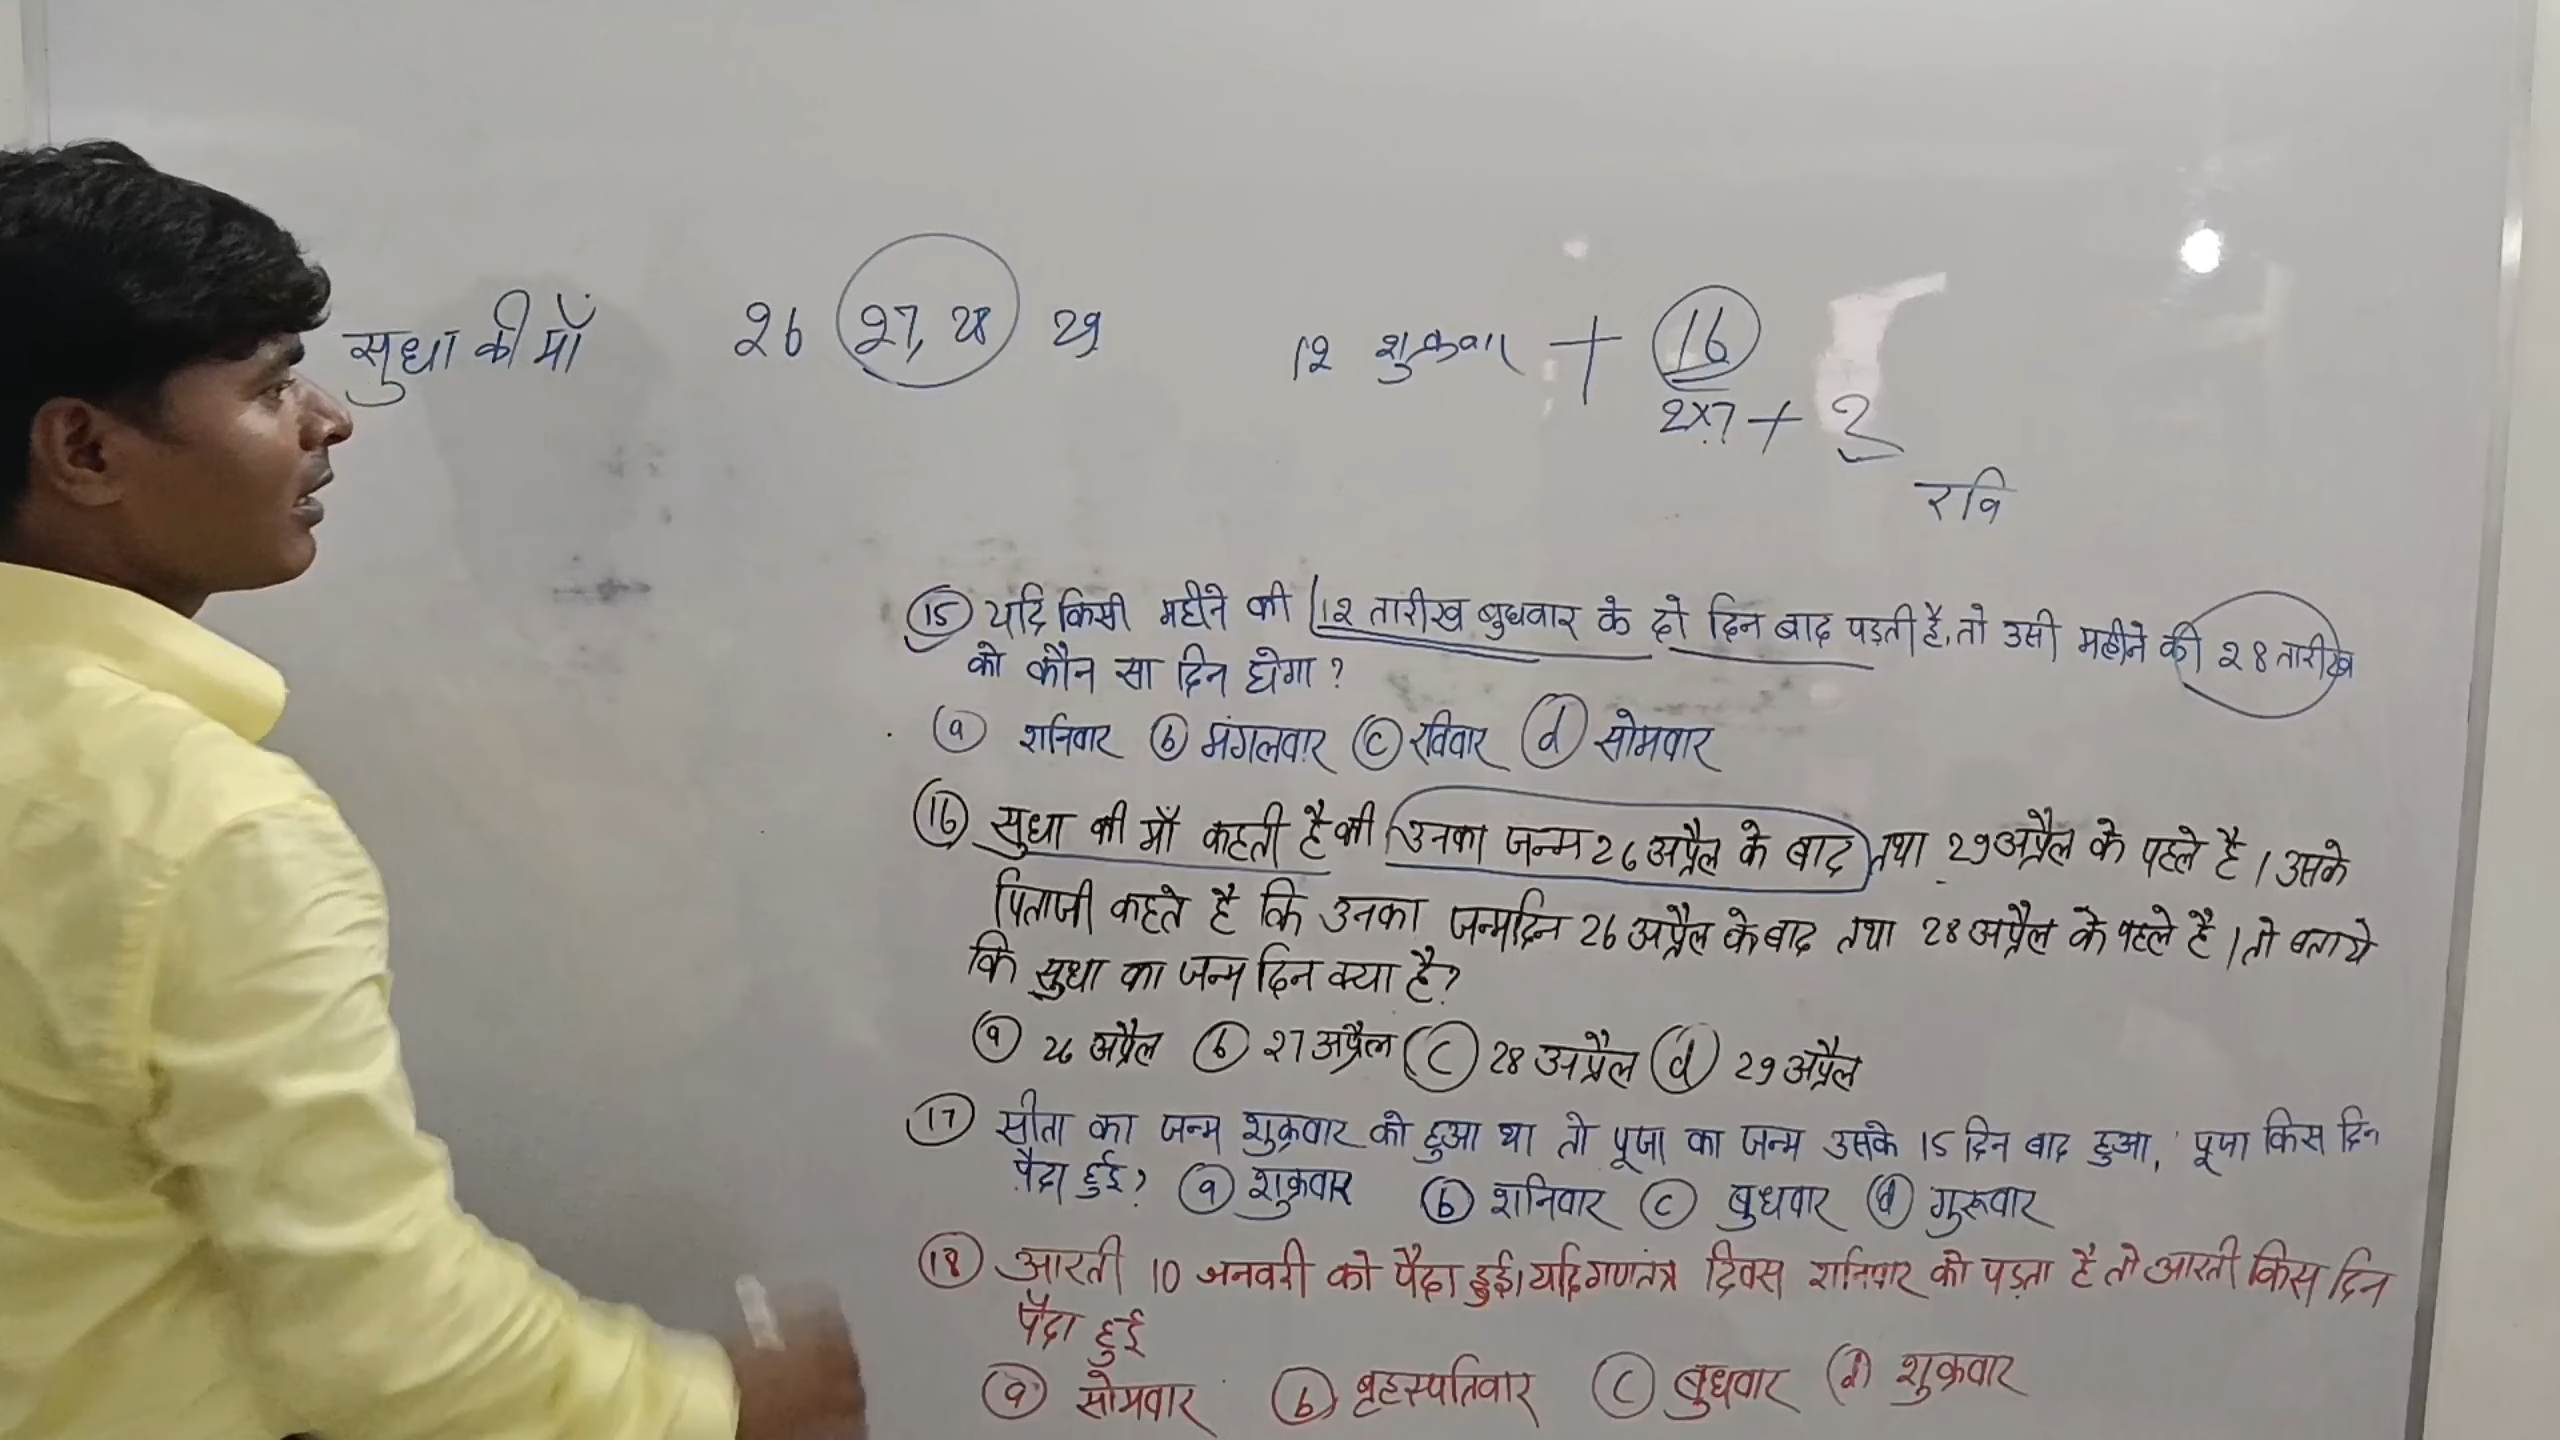 सुधा की माँ 26 27, 28 29 12 शुक्रवार + 16
2×7 + 2
रवि
(15) यदि किसी महीने की 12 तारीख बुधवार के दो दिन बाद पड़ती है, तो उसी महीने की 28 तारीख
को कौन सा दिन होगा ?
(a) शनिवार (b) मंगलवार (c) रविवार (d) सोमवार
(16) सुधा की माँ कहती है की उनका जन्म 26 अप्रैल के बाद तथा 29 अप्रैल के पहले है । उसके
पिताजी कहते है कि उनका जन्मदिन 26 अप्रैल के बाद तथा 28 अप्रैल के पहले है । तो बताये
कि सुधा का जन्म दिन क्या है ?
(a) 26 अप्रैल (b) 27 अप्रैल (c) 28 अप्रैल (d) 29 अप्रैल
(17) सीता का जन्म शुक्रवार को हुआ था तो पूजा का जन्म उसके 15 दिन बाद हुआ, पूजा किस दिन
पैदा हुई ? (a) शुक्रवार (b) शनिवार (c) बुधवार (d) गुरूवार
(18) आरती 10 जनवरी को पैदा हुई। यदि गणतंत्र दिवस शनिवार को पड़ता है तो आरती किस दिन
पैदा हुई
(a) सोमवार (b) बृहस्पतिवार (c) बुधवार (d) शुक्रवार